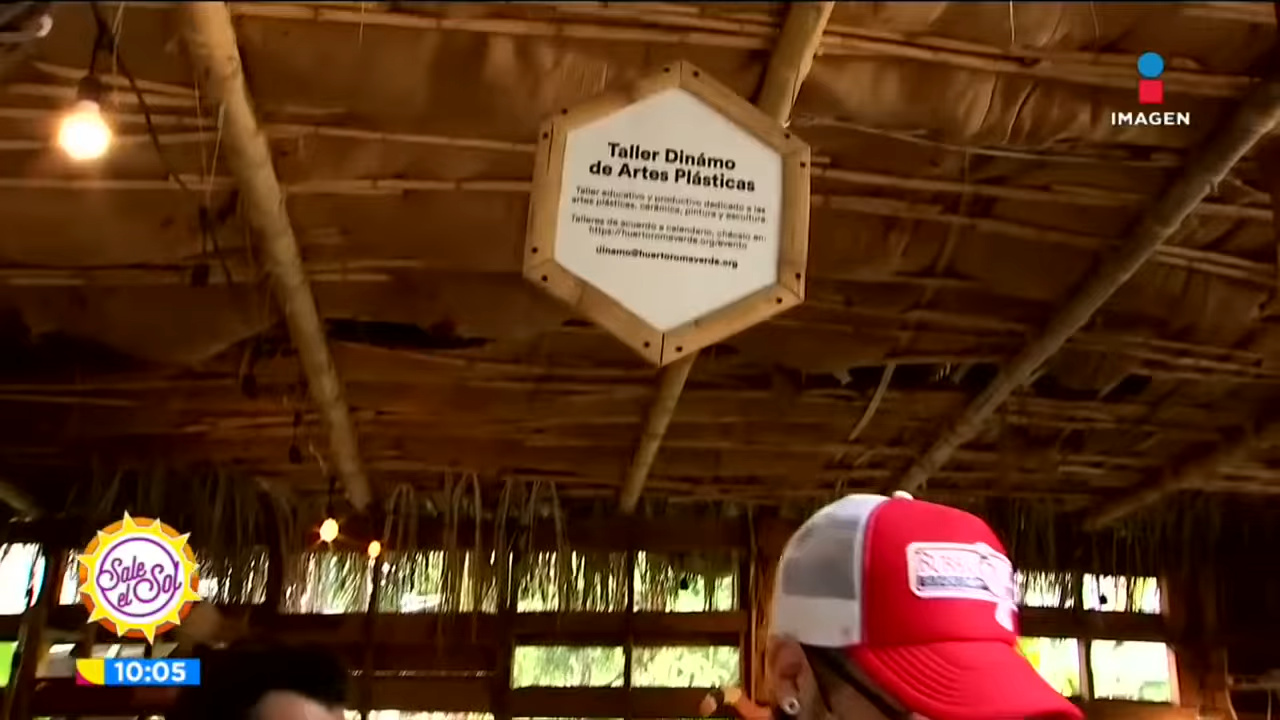 IMAGEN
Taller Dinámo
de Artes Plásticas
Taller educativo y productivo dedicado a las
artes plásticas, cerámica, pintura y escultura
Talleres de acuerdo a calendario, chécalo en:
https://huertoromaverde.org/evento
dinamo@huertoromaverde.org
Sale
el Sol
10:05